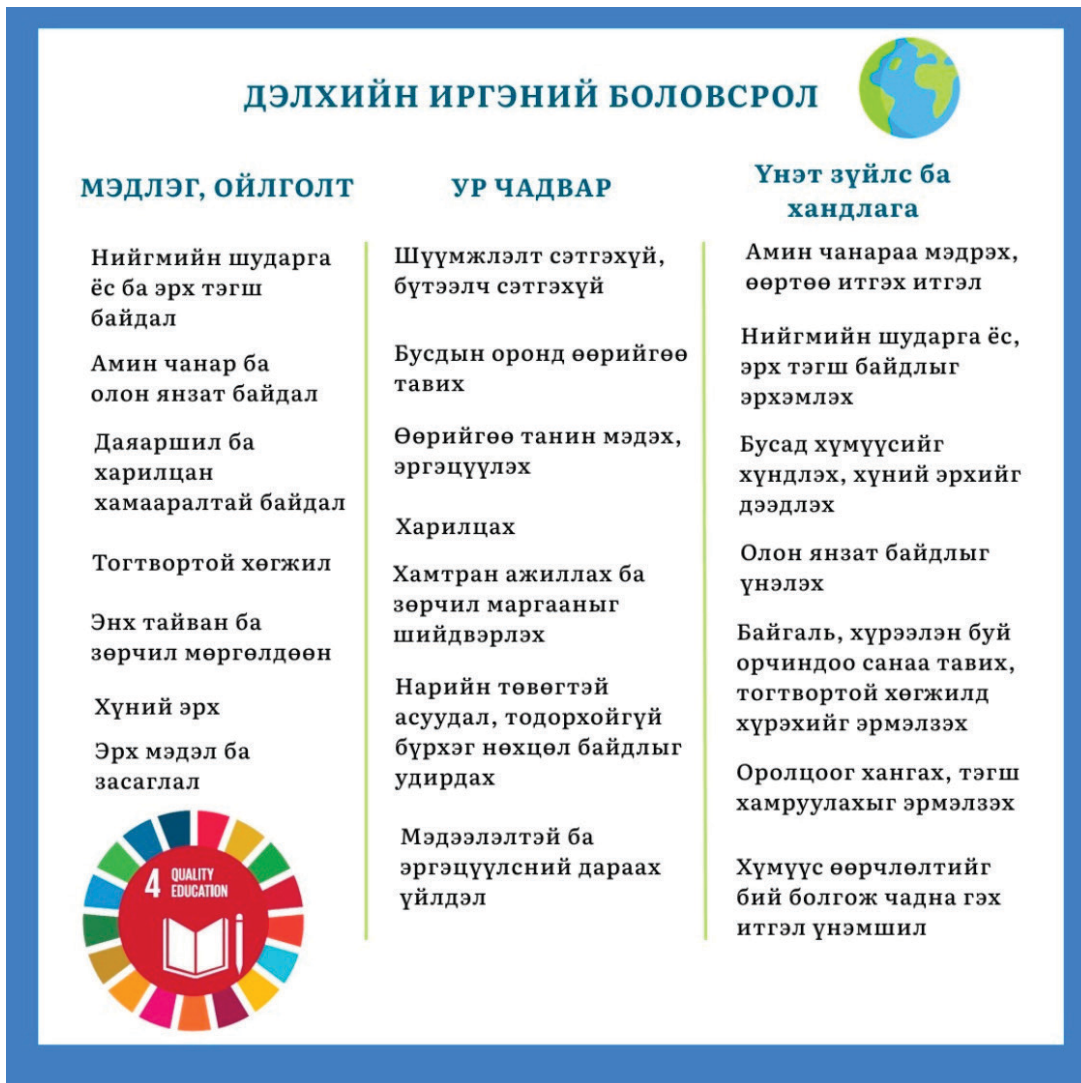 ДЭЛХИЙН ИРГЭНИЙ БОЛОВСРОЛ
МЭДЛЭГ, ОЙЛГОЛТ
Нийгмийн шударга
ёс ба эрх тэгш
байдал
Амин чанар ба
олон янзат байдал
Даяаршил ба
харилцан
хамааралтай байдал
Тогтвортой хөгжил
Энх тайван ба
зөрчил мөргөлдөөн
Хүний эрх
Эрх мэдэл ба
засаглал
4 QUALITY
EDUCATION
УР ЧАДВАР
Шүүмжлэлт сэтгэхүй,
бүтээлч сэтгэхүй
Бусдын оронд өөрийгөө
тавих
Өөрийгөө танин мэдэх,
эргэцүүлэх
Харилцах
Хамтран ажиллах ба
зөрчил маргааныг
шийдвэрлэх
Нарийн төвөгтэй
асуудал, тодорхойгүй
бүрхэг нөхцөл байдлыг
удирдах
Мэдээлэлтэй ба
эргэцүүлсний дараах
үйлдэл
Үнэт зүйлс ба
хандлага
Амин чанараа мэдрэх,
өөртөө итгэх итгэл
Нийгмийн шударга ёс,
эрх тэгш байдлыг
эрхэмлэх
Бусад хүмүүсийг
хүндлэх, хүний эрхийг
дээдлэх
Олон янзат байдлыг
үнэлэх
Байгаль, хүрээлэн буй
орчиндоо санаа тавих,
тогтвортой хөгжилд
хүрэхийг эрмэлзэх
Оролцоог хангах, тэгш
хамруулахыг эрмэлзэх
Хүмүүс өөрчлөлтийг
бий болгож чадна гэх
итгэл үнэмшил